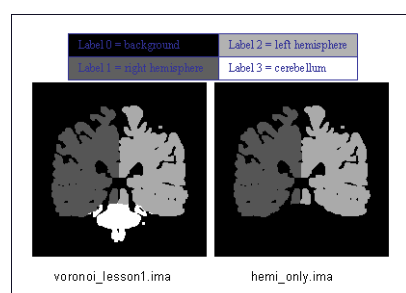 Label 0 = background
Label 2 = left hemisphere
Label 1 = right hemisphere
Label 3 = cerebellum
voronoi_lesson1.ima
hemi_only.ima